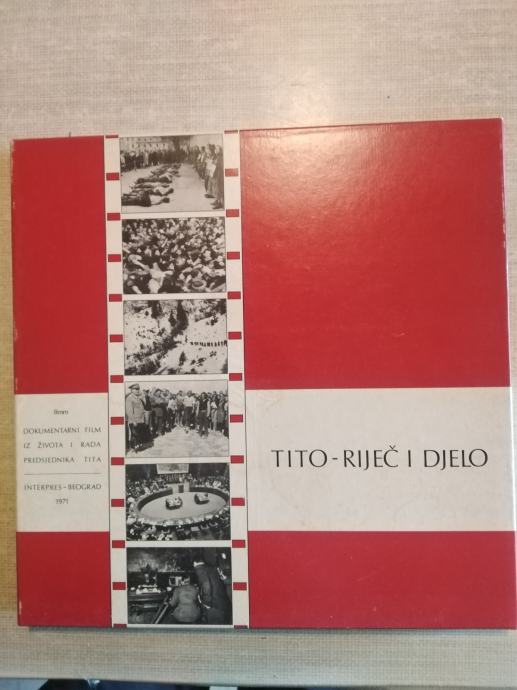 8mm
DOKUMENTARNI FILM
IZ ŽIVOTA I RADA
PREDSJEDNIKA TITA
INTERPRES - BEOGRAD
1971
TITO - RIJEČ I DJELO